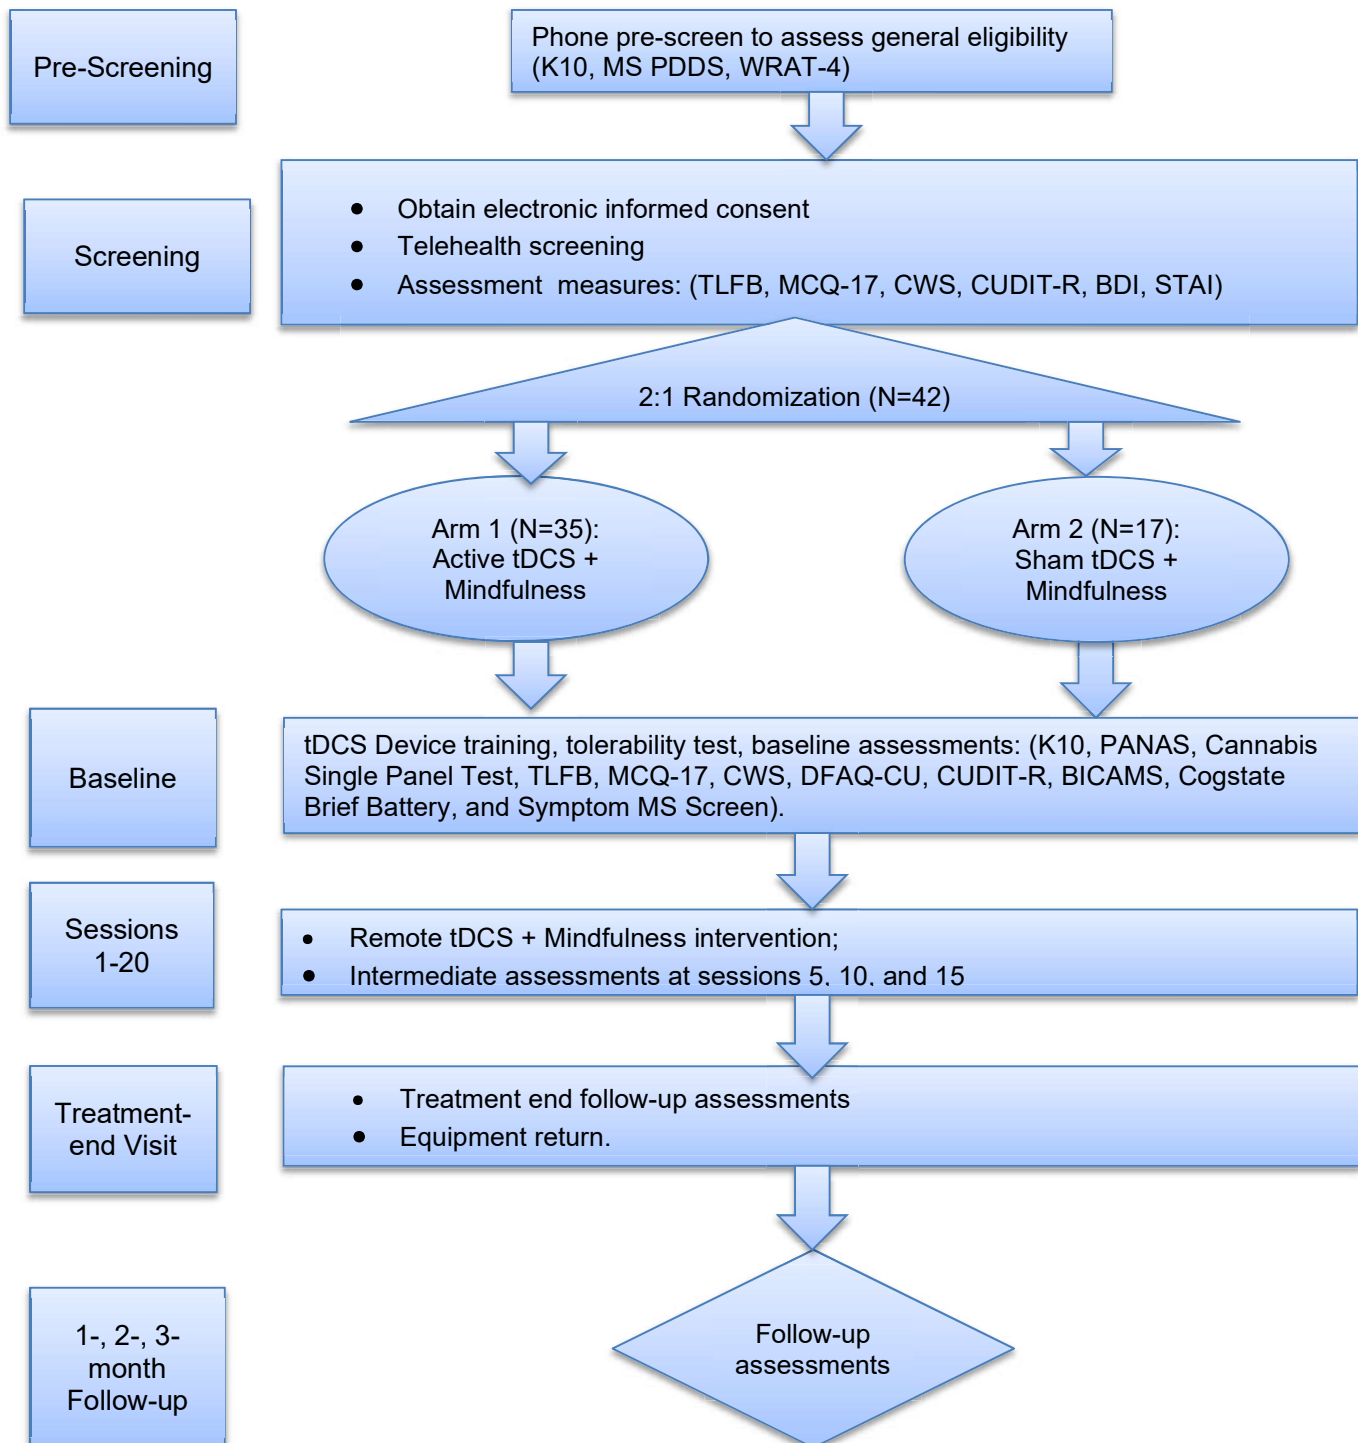 Pre-Screening
Phone pre-screen to assess general eligibility
(K10, MS PDDS, WRAT-4)
Screening
● Obtain electronic informed consent
● Telehealth screening
● Assessment measures: (TLFB, MCQ-17, CWS, CUDIT-R, BDI, STAI)
2:1 Randomization (N=42)
Arm 1 (N=35):
Active tDCS +
Mindfulness
Arm 2 (N=17):
Sham tDCS +
Mindfulness
Baseline
tDCS Device training, tolerability test, baseline assessments: (K10, PANAS, Cannabis
Single Panel Test, TLFB, MCQ-17, CWS, DFAQ-CU, CUDIT-R, BICAMS, Cogstate
Brief Battery, and Symptom MS Screen).
Sessions
1-20
● Remote tDCS + Mindfulness intervention;
● Intermediate assessments at sessions 5, 10, and 15
Treatment-
end Visit
● Treatment end follow-up assessments
● Equipment return.
1-, 2-, 3-
month
Follow-up
Follow-up
assessments